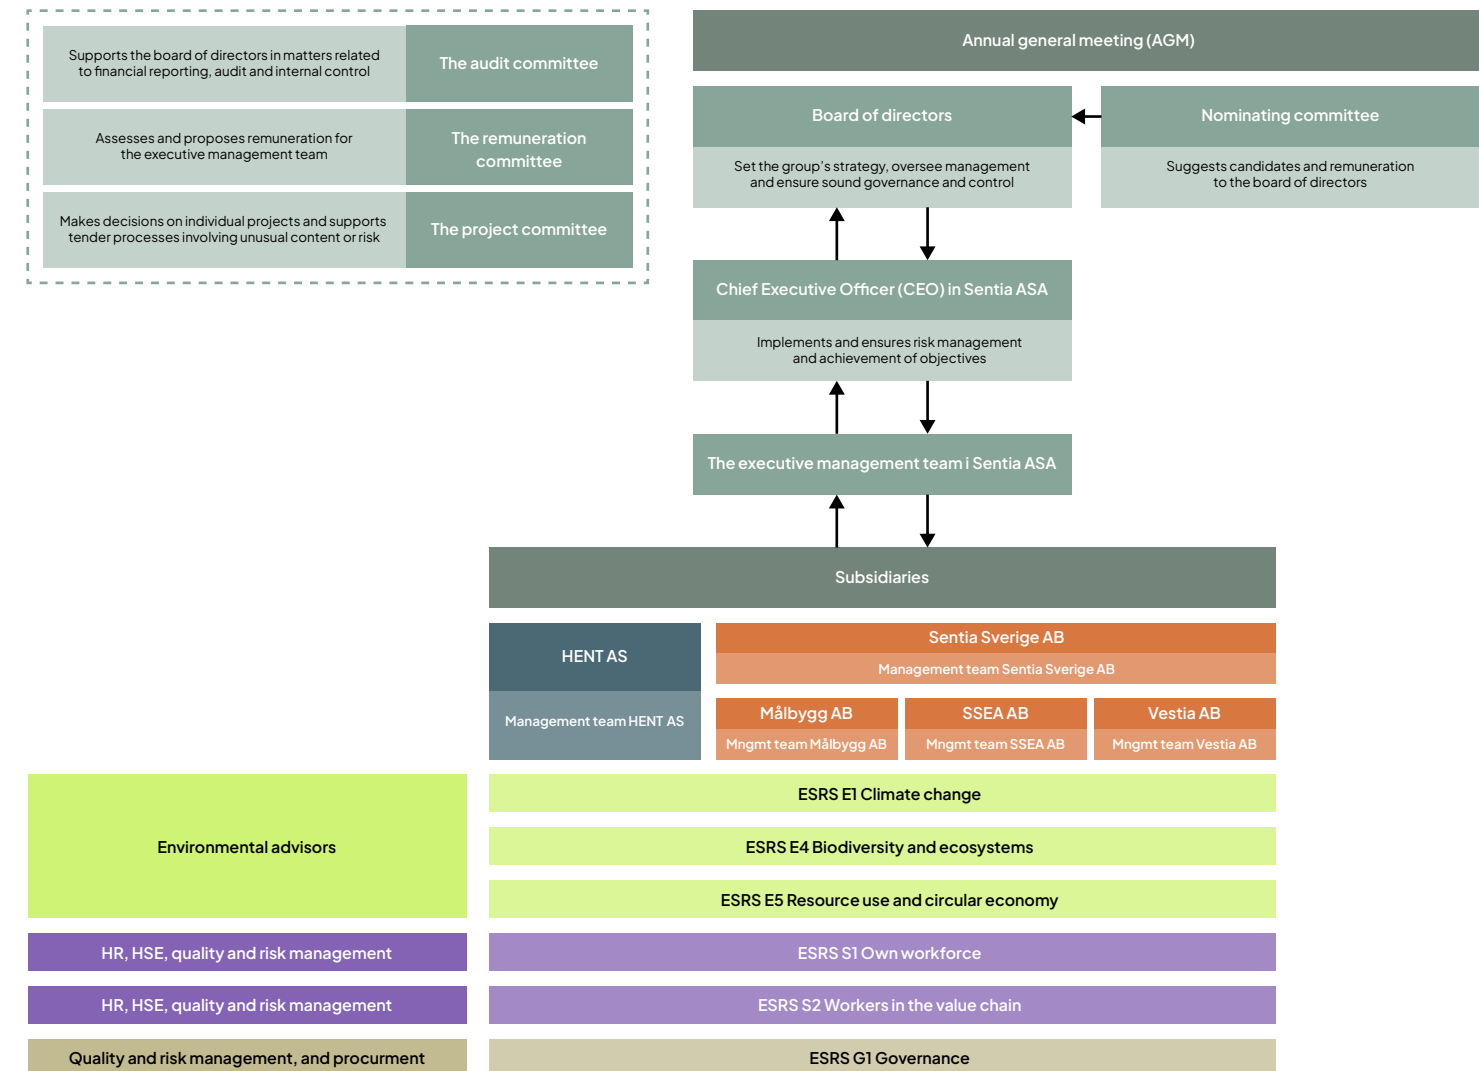 Supports the board of directors in matters related
to financial reporting, audit and internal control
The audit committee
Assesses and proposes remuneration for
the executive management team
The remuneration
committee
Makes decisions on individual projects and supports
tender processes involving unusual content or risk
The project committee
Annual general meeting (AGM)
Board of directors
Set the group's strategy, oversee management
and ensure sound governance and control
Nominating committee
Suggests candidates and remuneration
to the board of directors
Chief Executive Officer (CEO) in Sentia ASA
Implements and ensures risk management
and achievement of objectives
The executive management team i Sentia ASA
Subsidiaries
HENT AS
Management team HENT AS
Sentia Sverige AB
Management team Sentia Sverige AB
Målbygg AB
Mngmt team Målbygg AB
SSEA AB
Mngmt team SSEA AB
Vestia AB
Mngmt team Vestia AB
Environmental advisors
ESRS E1 Climate change
ESRS E4 Biodiversity and ecosystems
ESRS E5 Resource use and circular economy
HR, HSE, quality and risk management
ESRS S1 Own workforce
HR, HSE, quality and risk management
ESRS S2 Workers in the value chain
Quality and risk management, and procurment
ESRS G1 Governance